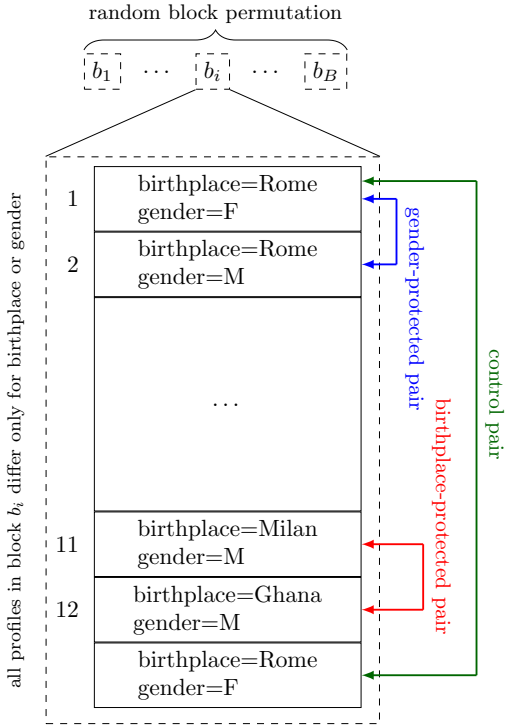 random block permutation
b₁ ⋯ bᵢ ⋯ b_B
all profiles in block bᵢ differ only for birthplace or gender
1
birthplace=Rome
gender=F
2
birthplace=Rome
gender=M
⋯
11
birthplace=Milan
gender=M
12
birthplace=Ghana
gender=M
birthplace=Rome
gender=F
gender-protected pair
birthplace-protected pair
control pair